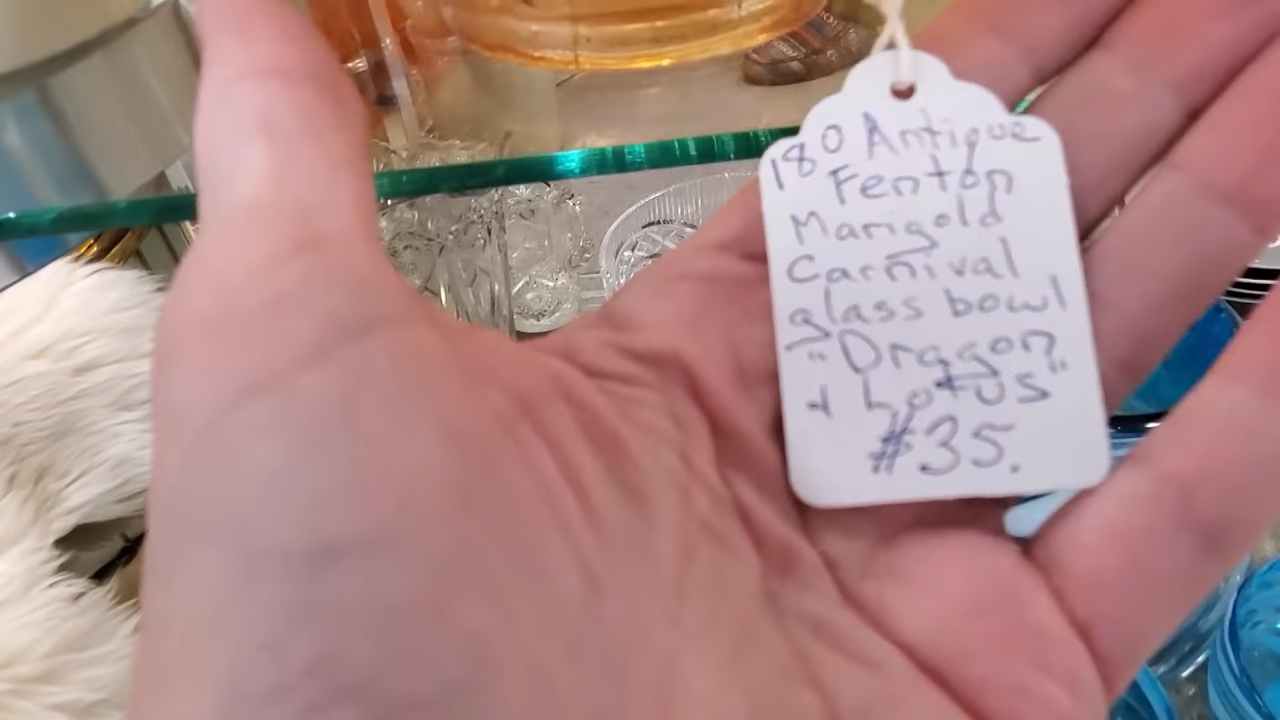 180 Antique
Fenton
Marigold
Carnival
glass bowl
"Dragon
+ Lotus"
#35.